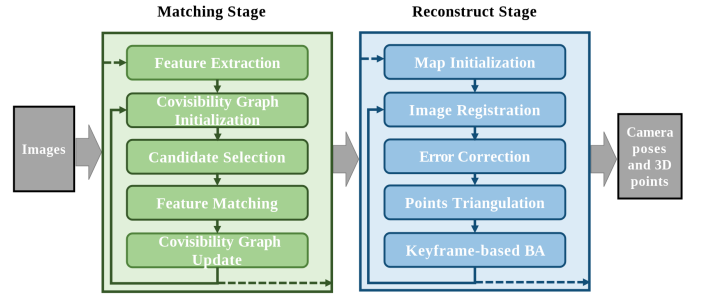 Matching Stage
Reconstruct Stage
Images
Feature Extraction
Covisibility Graph
Initialization
Candidate Selection
Feature Matching
Covisibility Graph
Update
Map Initialization
Image Registration
Error Correction
Points Triangulation
Keyframe-based BA
Camera
poses
and 3D
points